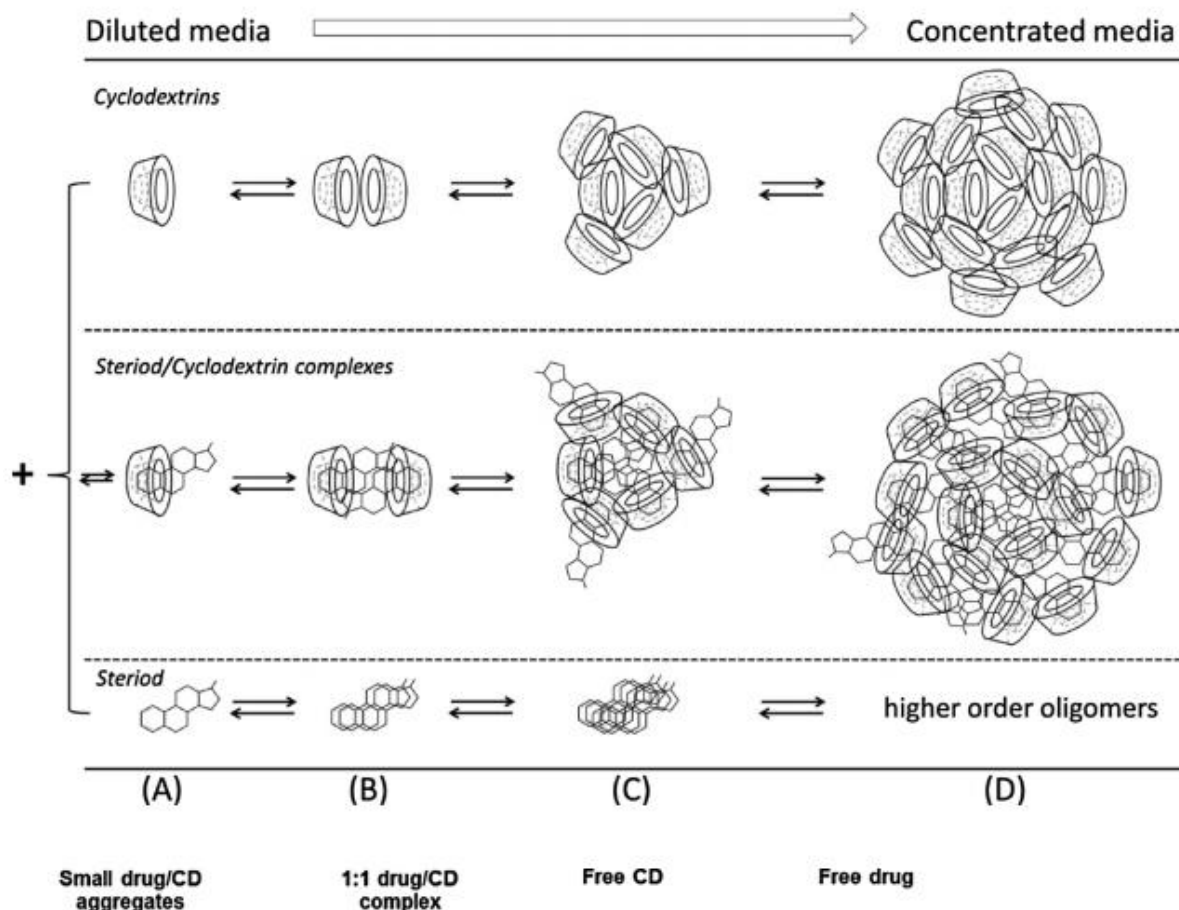 Diluted media
Concentrated media
Cyclodextrins
Steriod/Cyclodextrin complexes
+
Steriod
higher order oligomers
(A)
(B)
(C)
(D)
Small drug/CD
aggregates
1:1 drug/CD
complex
Free CD
Free drug